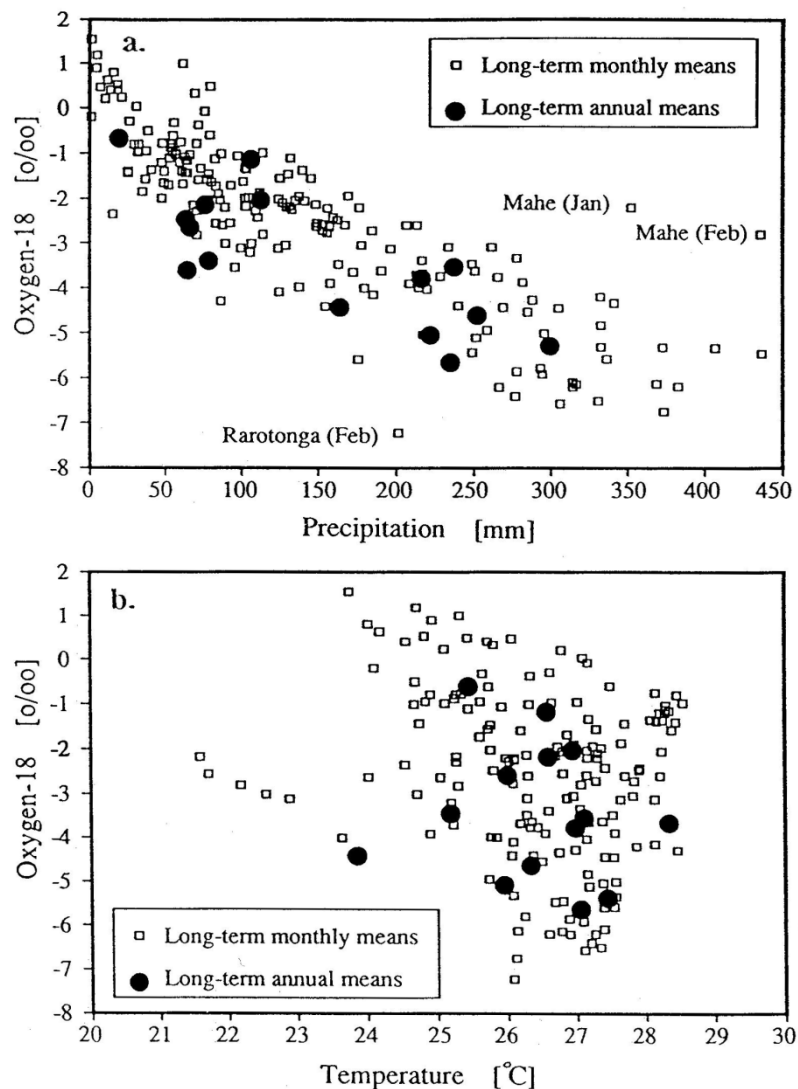 a.
Long-term monthly means
Long-term annual means
Mahe (Jan)
Mahe (Feb)
Rarotonga (Feb)
2
1
0
-1
-2
-3
-4
-5
-6
-7
-8
Oxygen-18 [o/oo]
0 50 100 150 200 250 300 350 400 450
Precipitation [mm]
b.
2
1
0
-1
-2
-3
-4
-5
-6
-7
-8
Oxygen-18 [o/oo]
Long-term monthly means
Long-term annual means
20 21 22 23 24 25 26 27 28 29 30
Temperature [°C]